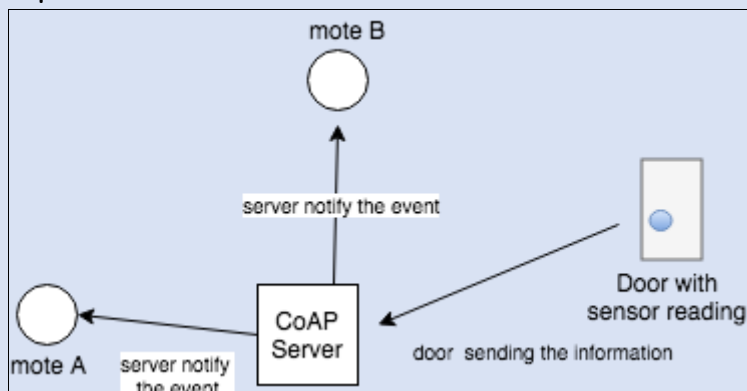 mote B
server notify the event
Door with
sensor reading
CoAP
Server
door sending the information
mote A
server notify
the event